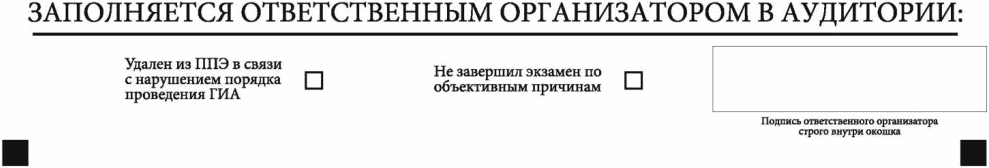 ЗАПОЛНЯЕТСЯ ОТВЕТСТВЕННЫМ ОРГАНИЗАТОРОМ В АУДИТОРИИ:
Удален из ППЭ в связи
с нарушением порядка
проведения ГИА
Не завершил экзамен по
объективным причинам
Подпись ответственного организатора
строго внутри окошка